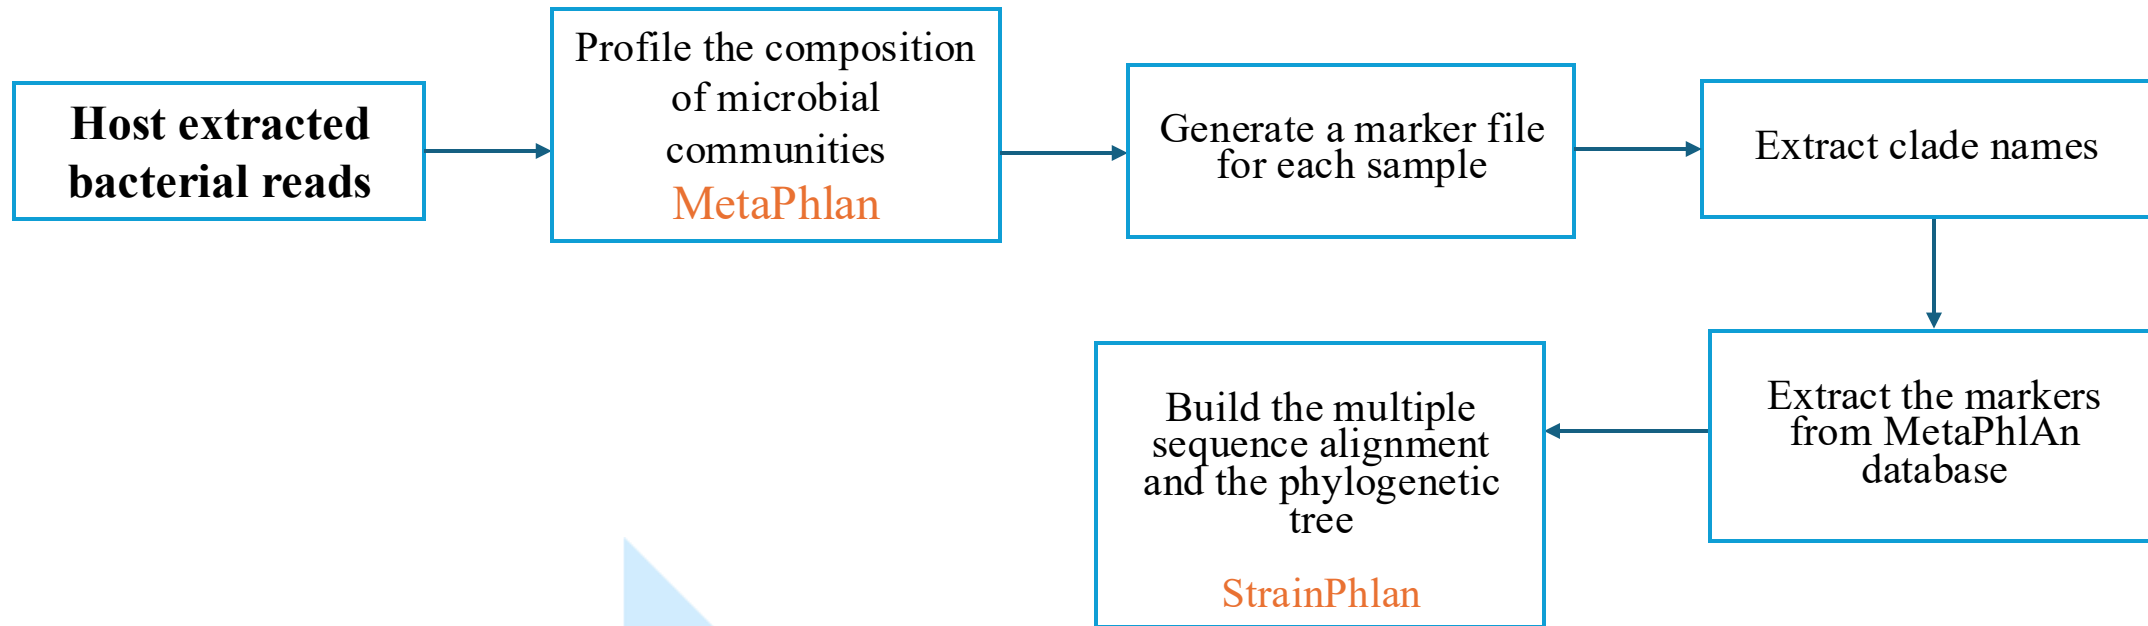 Host extracted
bacterial reads
Profile the composition
of microbial
communities
MetaPhlan
Generate a marker file
for each sample
Extract clade names
Extract the markers
from MetaPhlAn
database
Build the multiple
sequence alignment
and the phylogenetic
tree
StrainPhlan